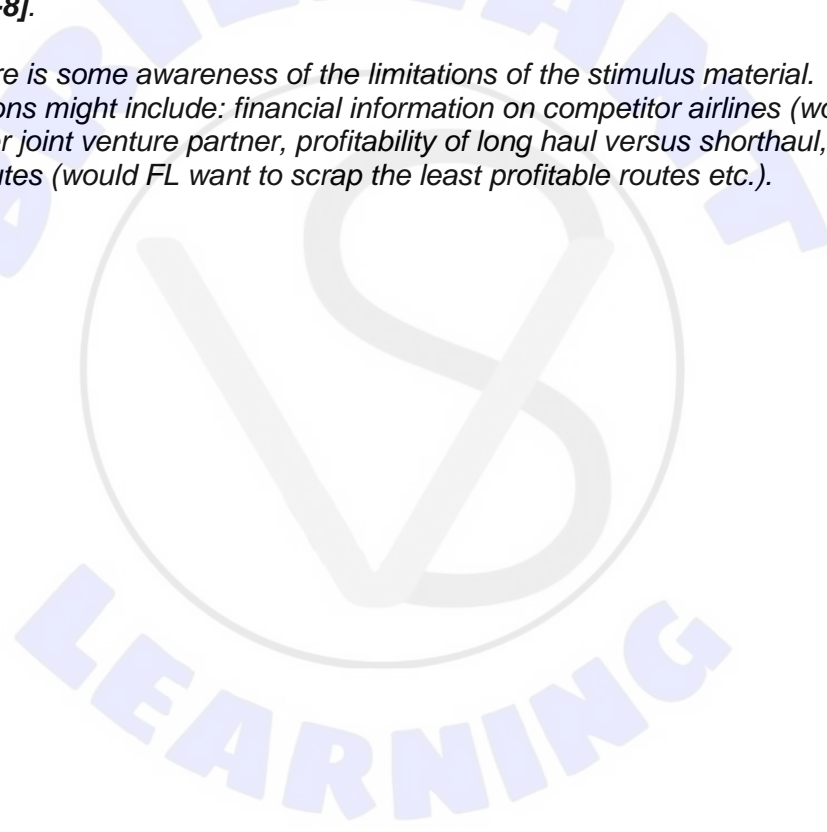 -8].
re is some awareness of the limitations of the stimulus material.
ons might include: financial information on competitor airlines (wo
r joint venture partner, profitability of long haul versus shorthaul,
utes (would FL want to scrap the least profitable routes etc.).
LEARNING